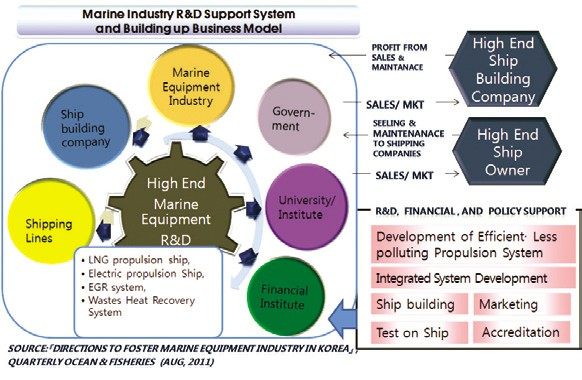 Marine Industry R&D Support System
and Building up Business Model
Marine
Equipment
Industry
Ship
building
company
Govern-
ment
High End
Marine
Equipment
R&D
University/
Institute
Shipping
Lines
Financial
Institute
• LNG propulsion ship,
• Electric propulsion Ship,
• EGR system,
• Wastes Heat Recovery
System
PROFIT FROM
SALES &
MAINTANACE
SALES/ MKT
SEELING &
MAINTENANACE
TO SHIPPING
COMPANIES
SALES/ MKT
High End
Ship
Building
Company
High End
Ship
Owner
R&D, FINANCIAL, AND POLICY SUPPORT
Development of Efficient· Less
polluting Propulsion System
Integrated System Development
Ship building
Marketing
Test on Ship
Accreditation
SOURCE:「DIRECTIONS TO FOSTER MARINE EQUIPMENT INDUSTRY IN KOREA」,
QUARTERLY OCEAN & FISHERIES (AUG, 2011)